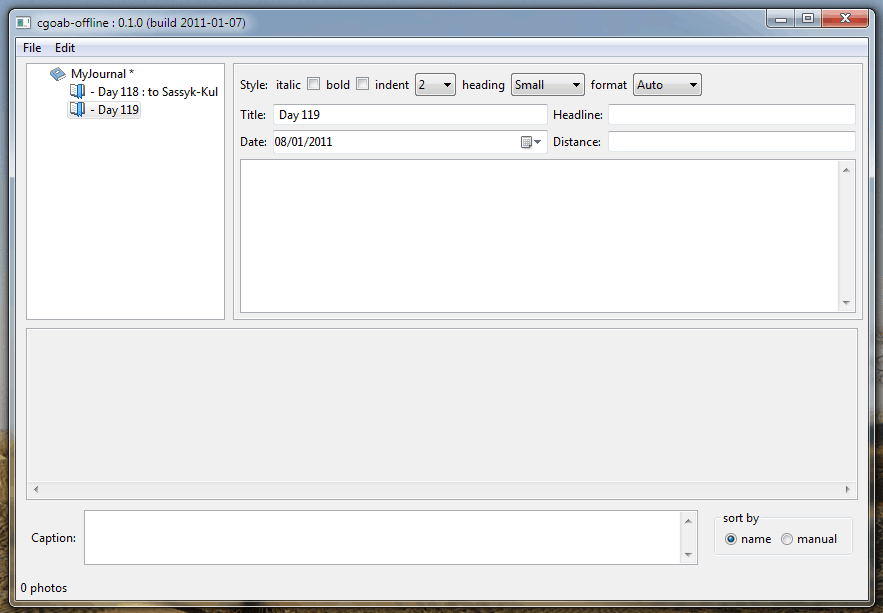 cgoab-offline : 0.1.0 (build 2011-01-07)
File Edit
MyJournal *
- Day 118 : to Sassyk-Kul
- Day 119
Style: italic bold indent 2 heading Small format Auto
Title: Day 119 Headline:
Date: 08/01/2011 Distance:
Caption:
sort by
name manual
0 photos